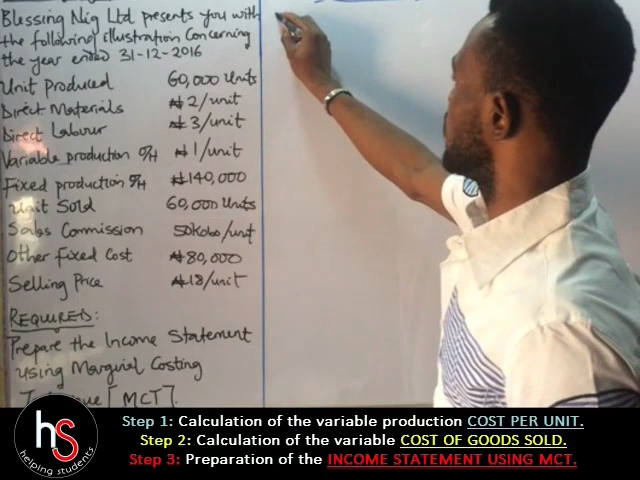 Blessing Nig Ltd presents you with
the following illustration Concerning
the year ended 31-12-2016
Unit Produced 60,000 Units
Direct Materials ₦2/unit
Direct Labour ₦3/unit
Variable production O/H ₦1/unit
Fixed production O/H ₦140,000
Unit Sold 60,000 Units
Sales Commission 50Kobo/unit
Other Fixed Cost ₦80,000
Selling Price ₦18/unit
REQUIRED:
Prepare the Income Statement
using Marginal Costing
[MCT].
Step 1: Calculation of the variable production COST PER UNIT.
Step 2: Calculation of the variable COST OF GOODS SOLD.
Step 3: Preparation of the INCOME STATEMENT USING MCT.
hS
helping students